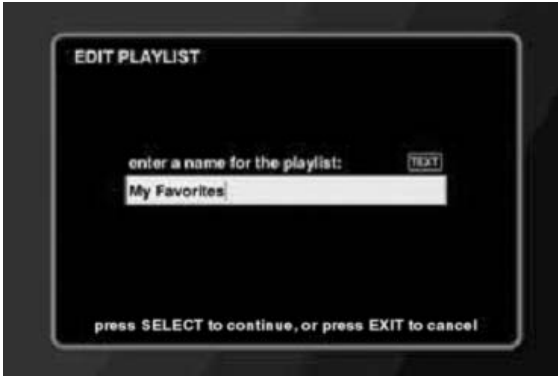 EDIT PLAYLIST
enter a name for the playlist:
TEXT
My Favorites
press SELECT to continue, or press EXIT to cancel